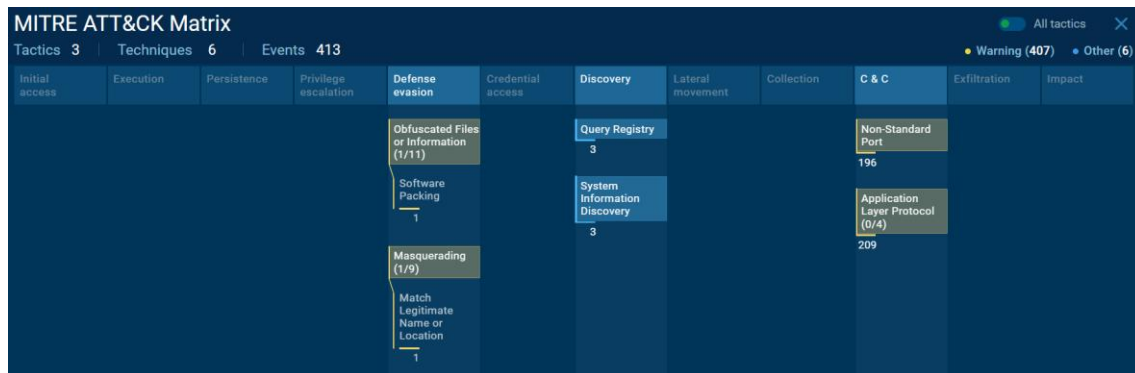 MITRE ATT&CK Matrix
All tactics
Tactics 3
Techniques 6
Events 413
Warning (407)
Other (6)
Initial
access
Execution
Persistence
Privilege
escalation
Defense
evasion
Credential
access
Discovery
Lateral
movement
Collection
C & C
Exfiltration
Impact
Obfuscated Files
or Information
(1/11)
Software
Packing
1
Masquerading
(1/9)
Match
Legitimate
Name or
Location
1
Query Registry
3
System
Information
Discovery
3
Non-Standard
Port
196
Application
Layer Protocol
(0/4)
209